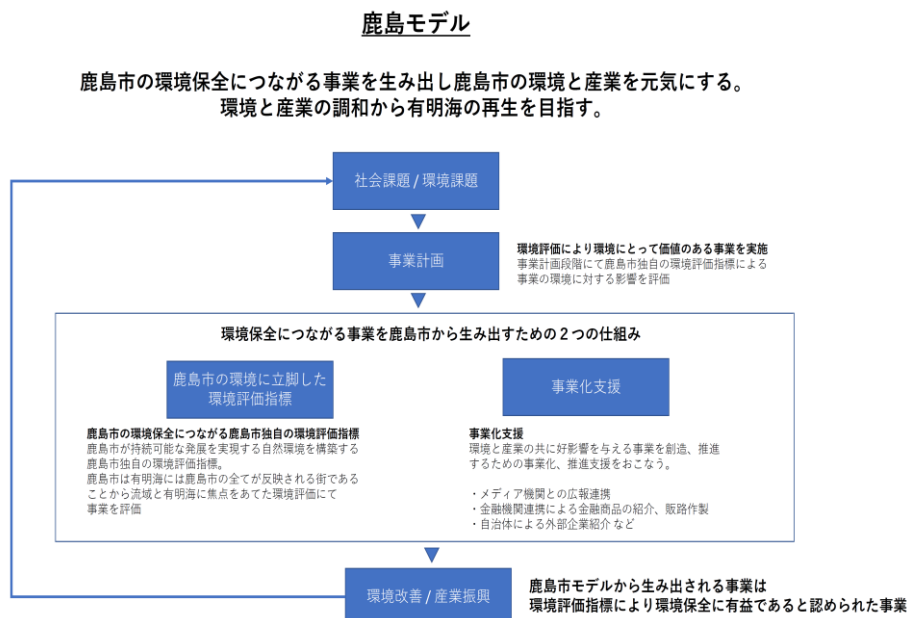 鹿島モデル
鹿島市の環境保全につながる事業を生み出し鹿島市の環境と産業を元気にする。
環境と産業の調和から有明海の再生を目指す。
社会課題 / 環境課題
事業計画
環境評価により環境にとって価値のある事業を実施
事業計画段階にて鹿島市独自の環境評価指標による
事業の環境に対する影響を評価
環境保全につながる事業を鹿島市から生み出すための２つの仕組み
鹿島市の環境に立脚した
環境評価指標
鹿島市の環境保全につながる鹿島市独自の環境評価指標
鹿島市が持続可能な発展を実現する自然環境を構築する
鹿島市独自の環境評価指標。
鹿島市は有明海には鹿島市の全てが反映される街である
ことから流域と有明海に焦点をあてた環境評価にて
事業を評価
事業化支援
事業化支援
環境と産業の共に好影響を与える事業を創造、推進
するための事業化、推進支援をおこなう。
・メディア機関との広報連携
・金融機関連携による金融商品の紹介、販路作製
・自治体による外部企業紹介 など
環境改善 / 産業振興
鹿島市モデルから生み出される事業は
環境評価指標により環境保全に有益であると認められた事業